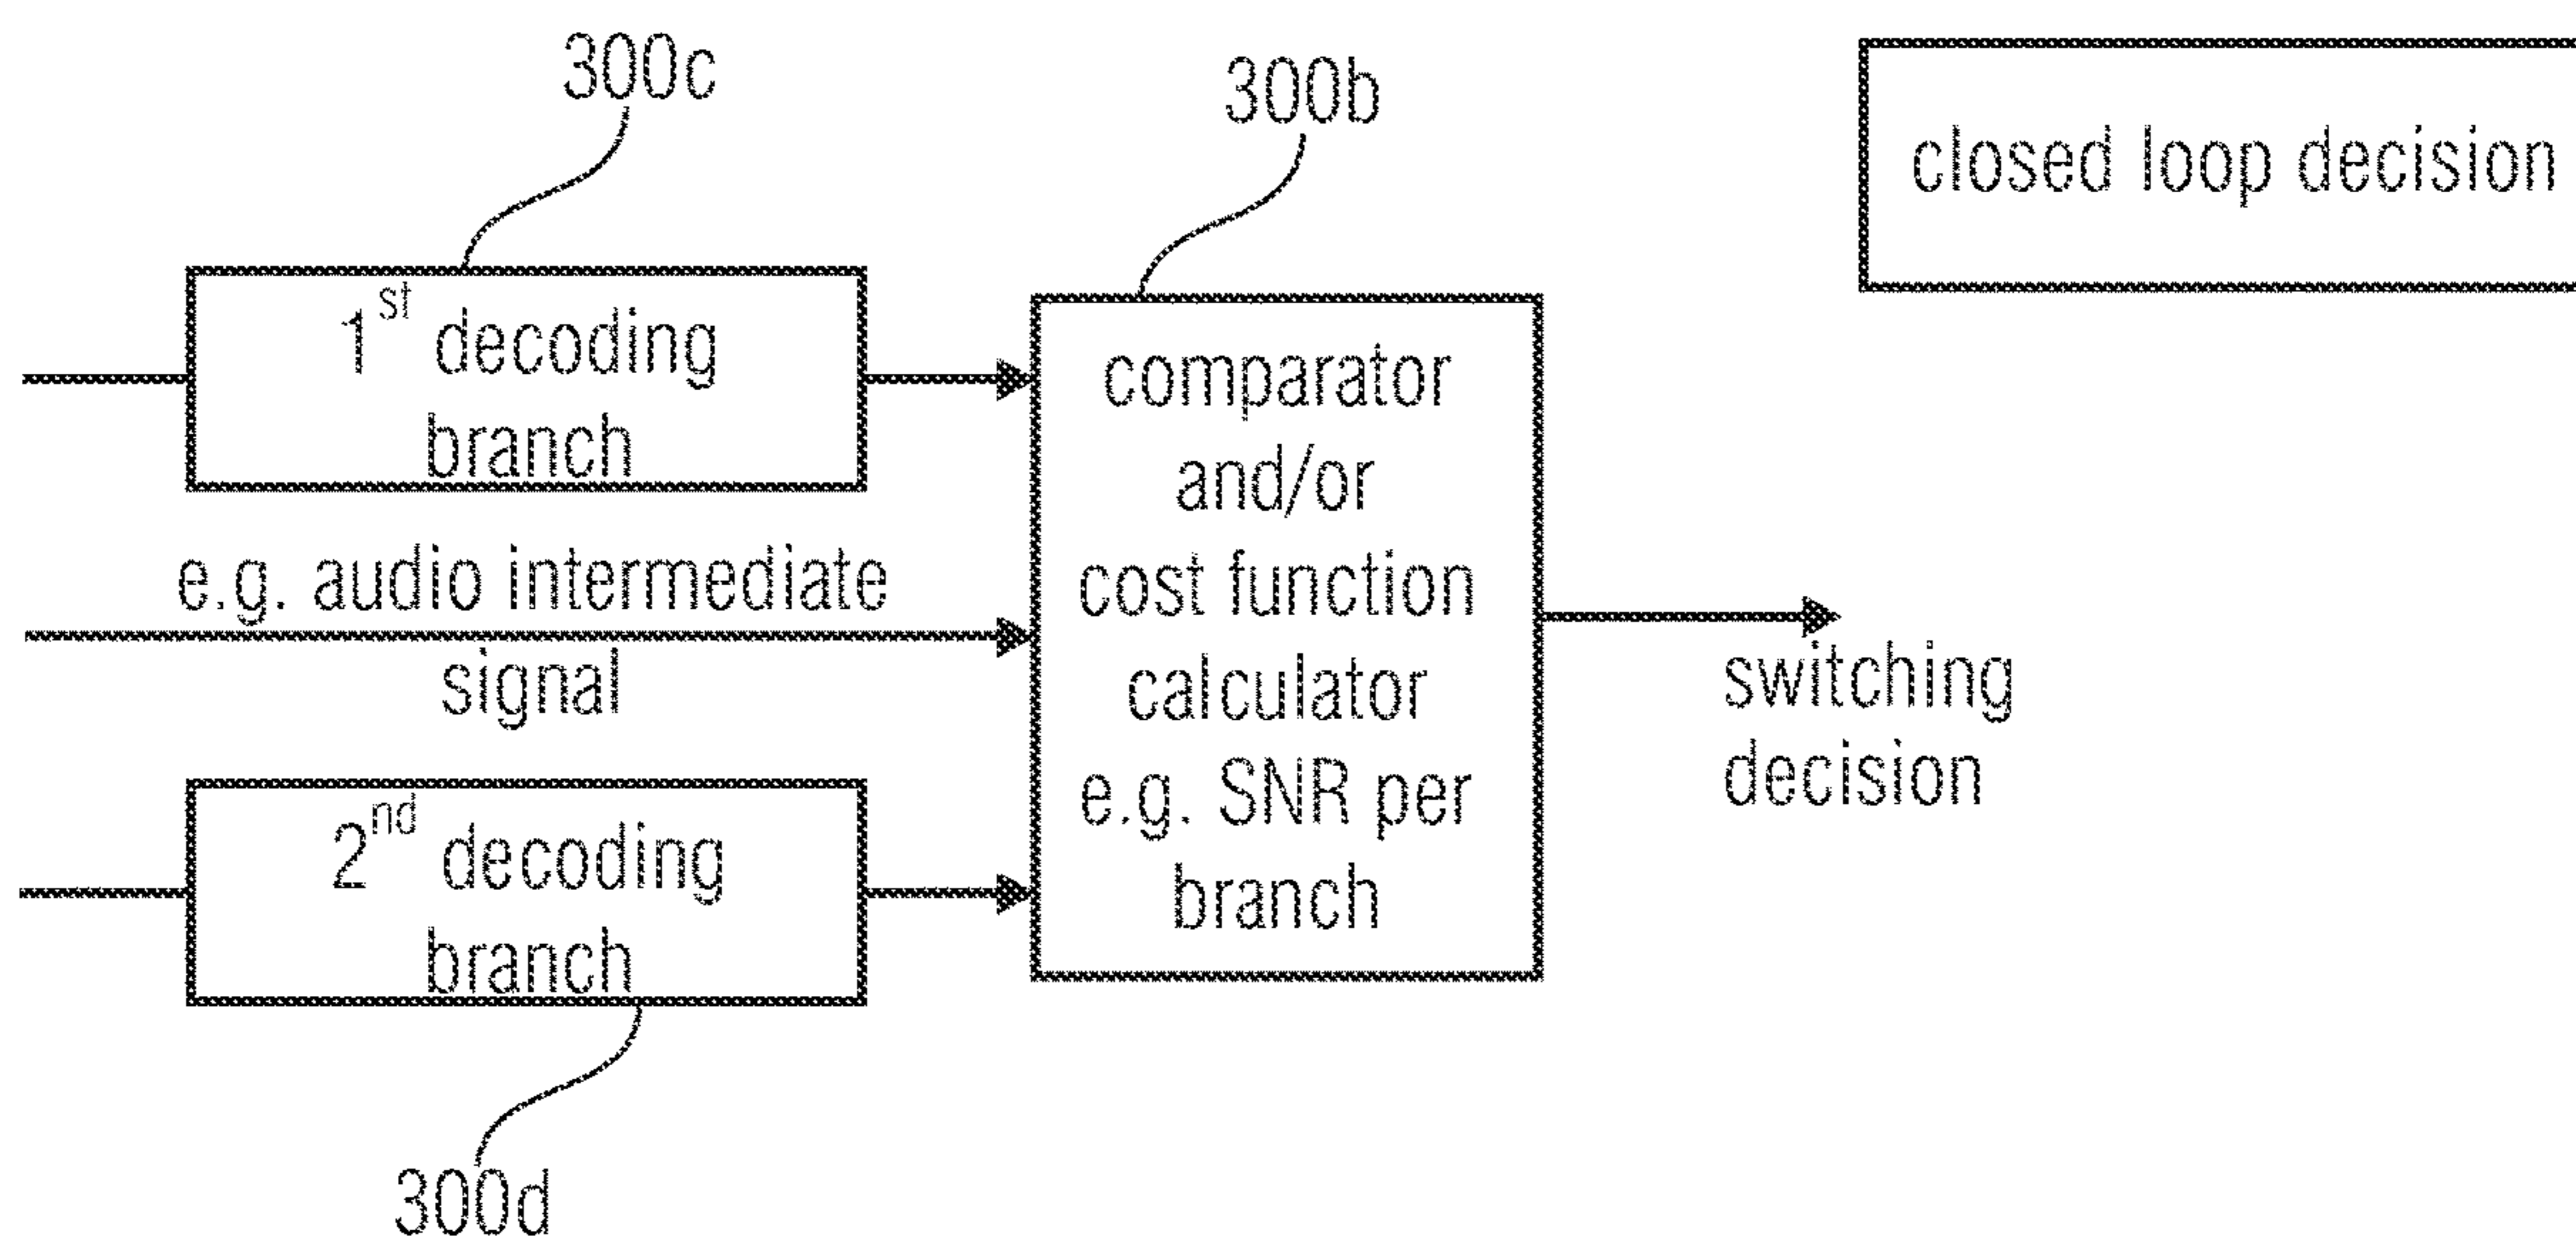 300c
300b
closed loop decision
1st decoding
branch
e.g. audio intermediate
signal
2nd decoding
branch
comparator
and/or
cost function
calculator
e.g. SNR per
branch
switching
decision
300d